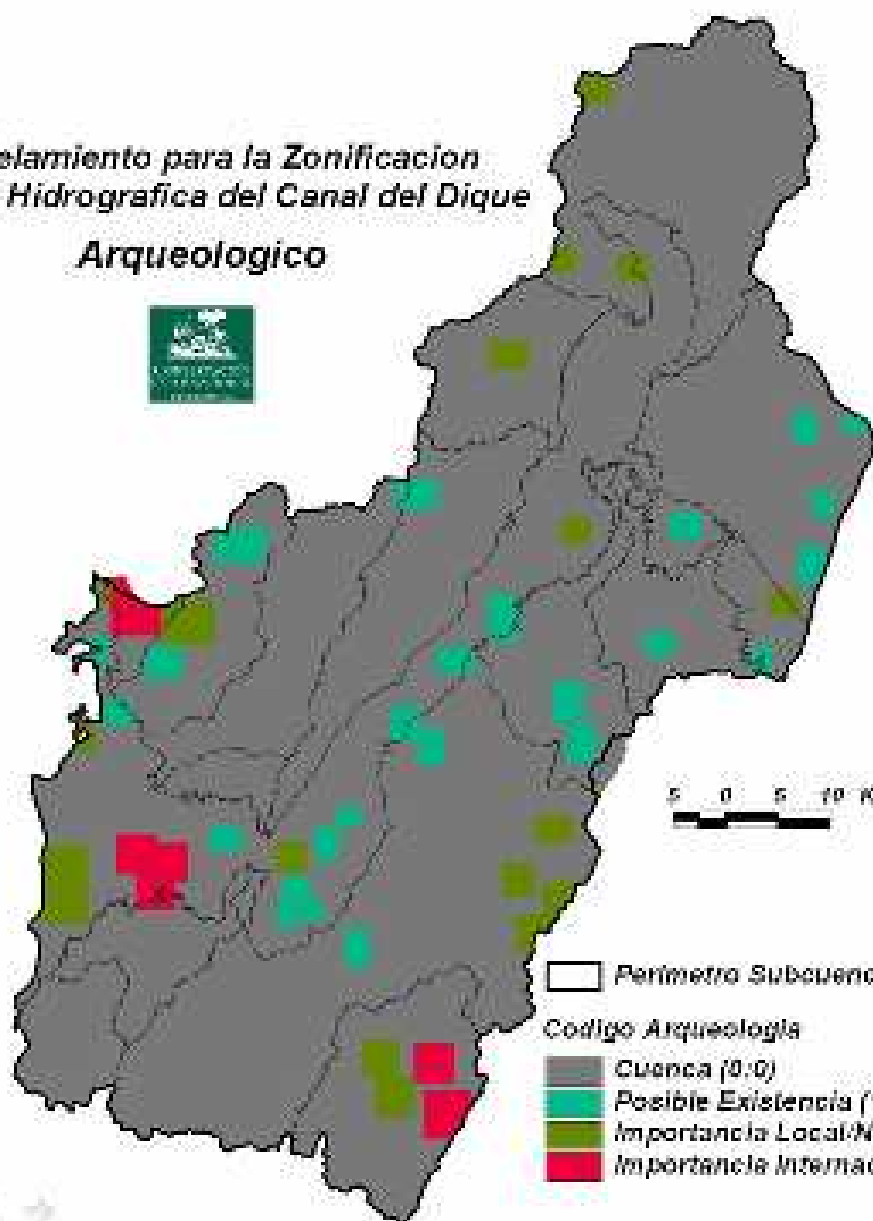 elamiento para la Zonificacion
Hidrografica del Canal del Dique
Arqueologico
5 0 5 10 K
Perimetro Subcuenc
Codigo Arqueologia
Cuenca (0:0)
Posible Existencia (
Importancia Local/N
Importancia Internac